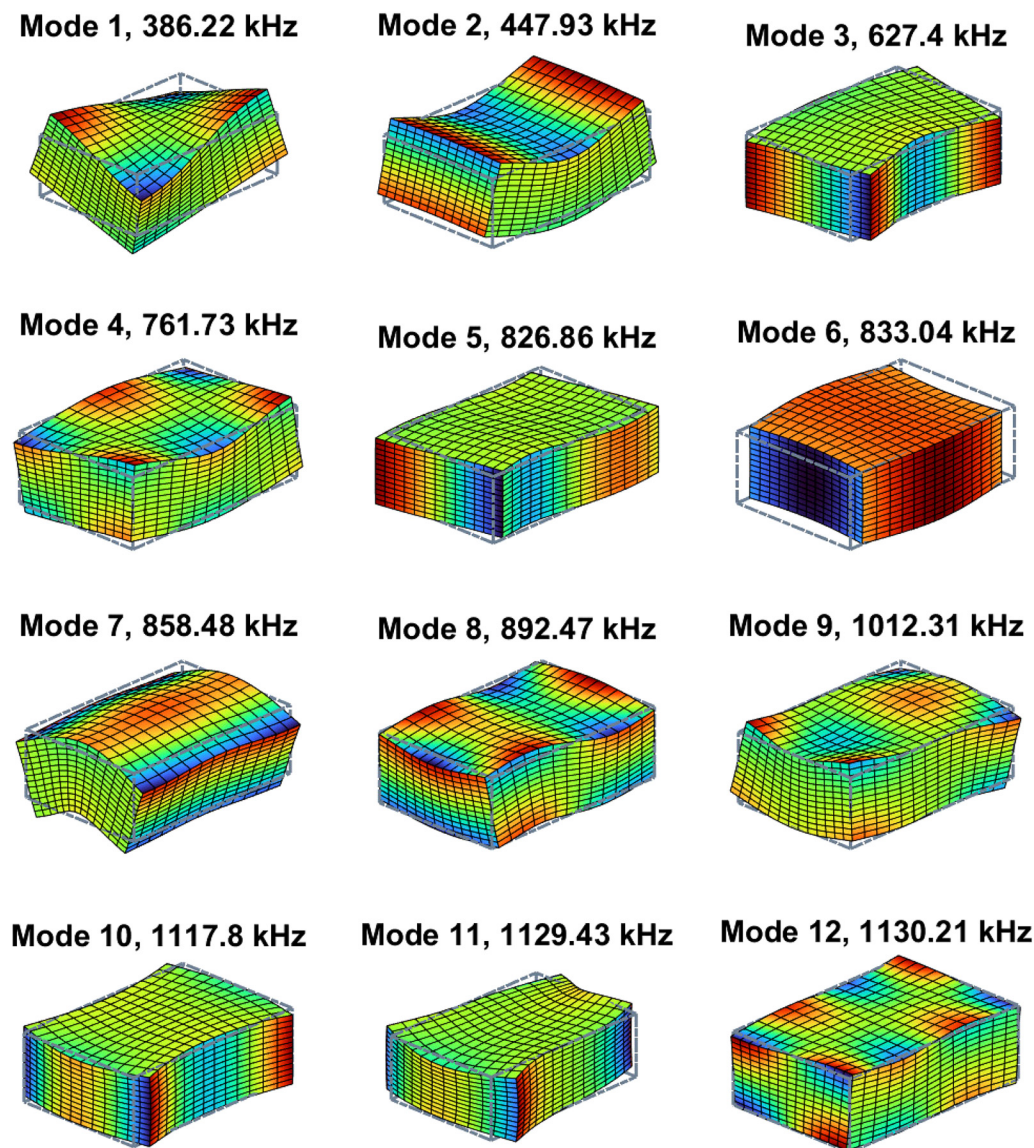 Mode 1, 386.22 kHz
Mode 2, 447.93 kHz
Mode 3, 627.4 kHz
Mode 4, 761.73 kHz
Mode 5, 826.86 kHz
Mode 6, 833.04 kHz
Mode 7, 858.48 kHz
Mode 8, 892.47 kHz
Mode 9, 1012.31 kHz
Mode 10, 1117.8 kHz
Mode 11, 1129.43 kHz
Mode 12, 1130.21 kHz